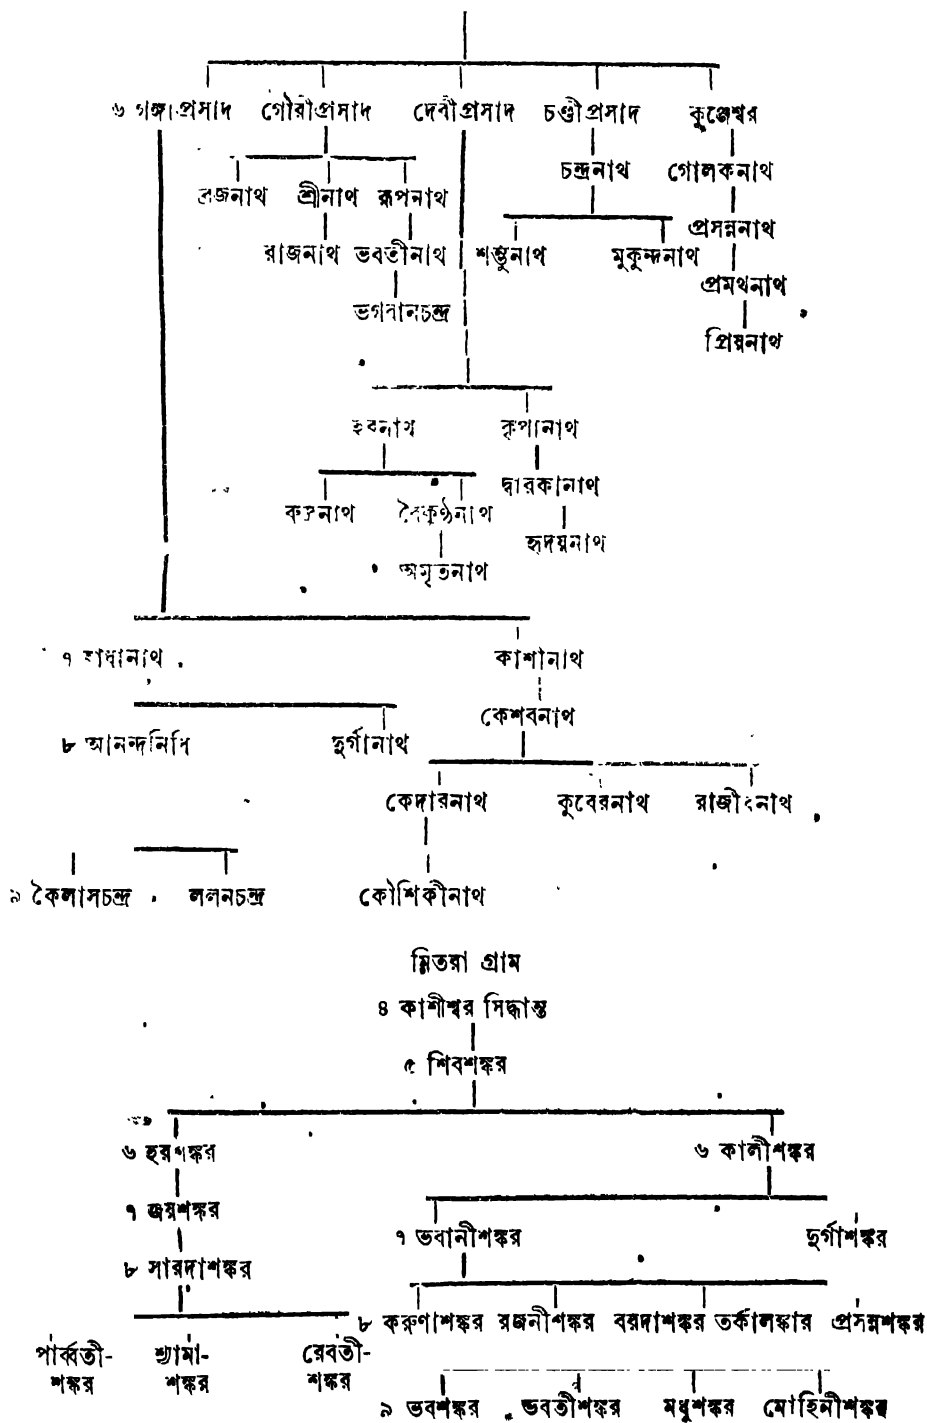 ৬ গঙ্গাপ্রসাদ গৌরীপ্রসাদ দেবীপ্রসাদ চণ্ডীপ্রসাদ কুঞ্জেশ্বর
চন্দ্রনাথ গোলকনাথ
ব্রজনাথ শ্রীনাথ রূপনাথ
প্রসন্ননাথ
রাজনাথ ভবতীনাথ শম্ভুনাথ মুকুন্দনাথ
প্রমথনাথ
ভগবানচন্দ্র
প্রিয়নাথ
কৃপানাথ
দ্বারকানাথ
বৈকুণ্ঠনাথ
হৃদয়নাথ
অমৃতনাথ
৭ রাধানাথ কাশীনাথ
কেশবনাথ
৮ আনন্দনিধি দুর্গানাথ
কেদারনাথ কুবেরনাথ রাজীবনাথ
৯ কৈলাসচন্দ্র ললনচন্দ্র কৌশিকীনাথ
মিতরা গ্রাম
৪ কাশীশ্বর সিদ্ধান্ত
৫ শিবশঙ্কর
৬ হরশঙ্কর ৬ কালীশঙ্কর
৭ জয়শঙ্কর
৭ ভবানীশঙ্কর দুর্গাশঙ্কর
৮ সারদাশঙ্কর
৮ করুণাশঙ্কর রজনীশঙ্কর বরদাশঙ্কর তর্কালঙ্কার প্রসন্নশঙ্কর
পার্ব্বতী- শ্যামা- রেবতী-
শঙ্কর শঙ্কর শঙ্কর
৯ ভবশঙ্কর ভবতীশঙ্কর মধুশঙ্কর মোহিনীশঙ্কর